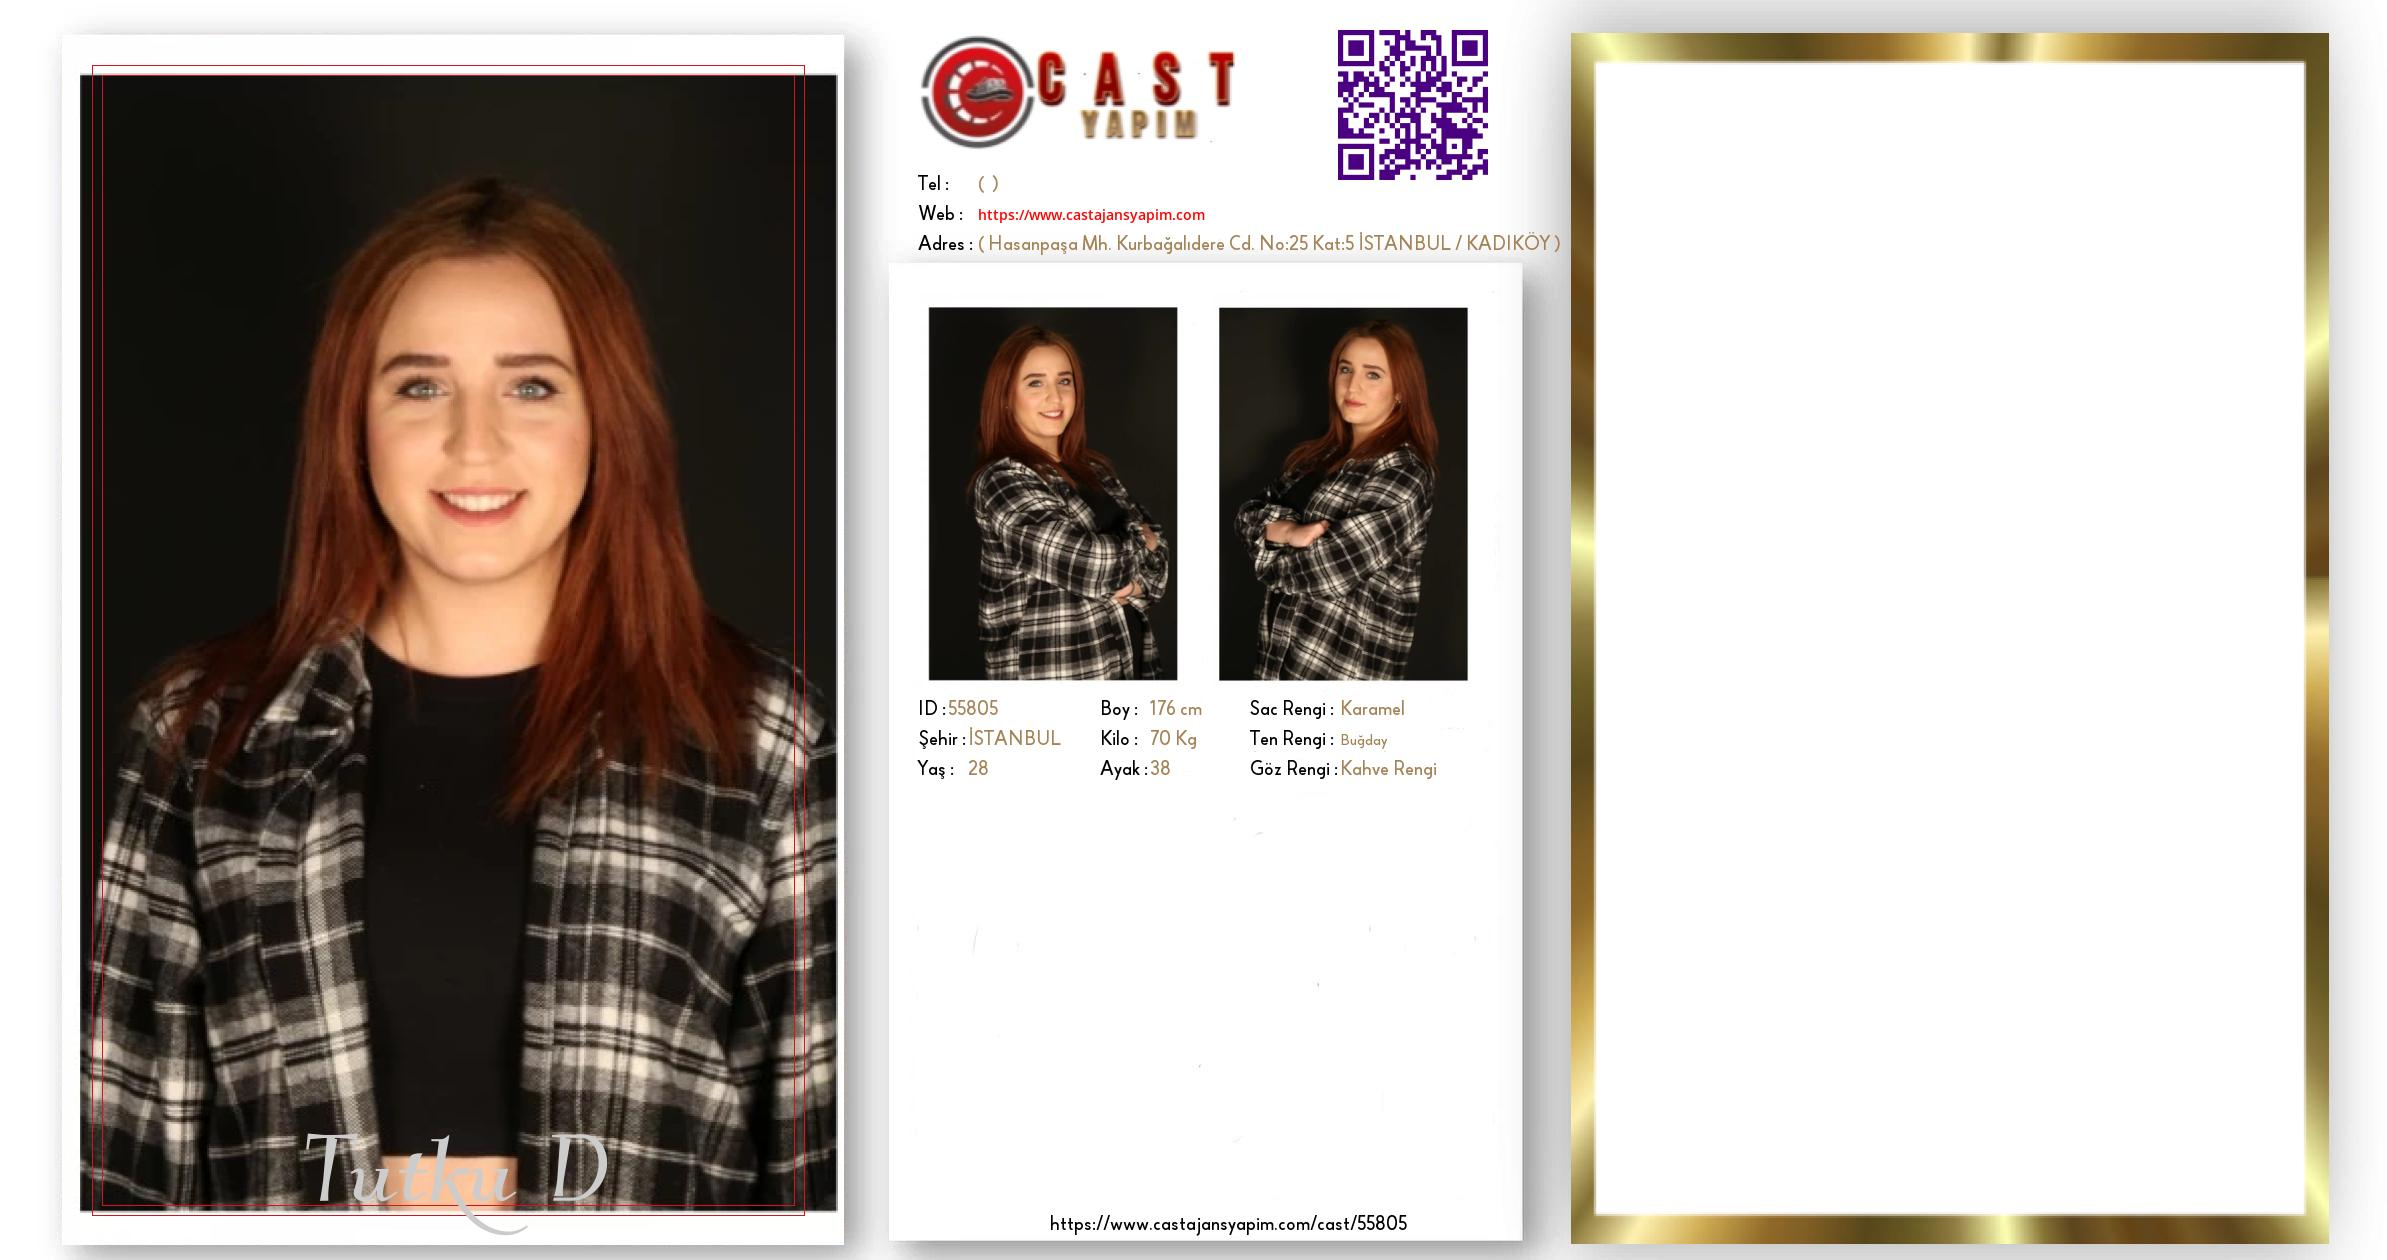 Tutku D
CAST
YAPIM
Tel : ( )
Web : https://www.castajansyapim.com
Adres : ( Hasanpaşa Mh. Kurbağalıdere Cd. No:25 Kat:5 İSTANBUL / KADIKÖY )
ID : 55805 Boy : 176 cm Sac Rengi : Karamel
Şehir : İSTANBUL Kilo : 70 Kg Ten Rengi : Buğday
Yaş : 28 Ayak : 38 Göz Rengi : Kahve Rengi
https://www.castajansyapim.com/cast/55805